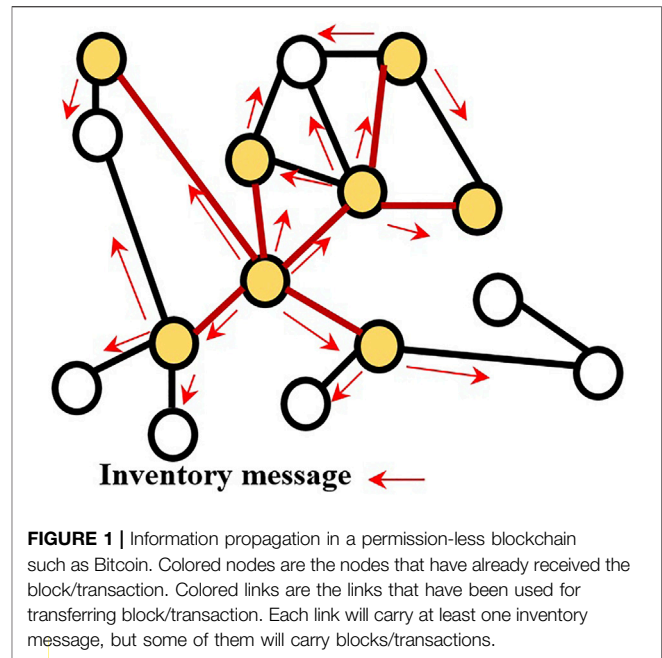 Inventory message
FIGURE 1 | Information propagation in a permission-less blockchain
such as Bitcoin. Colored nodes are the nodes that have already received the
block/transaction. Colored links are the links that have been used for
transferring block/transaction. Each link will carry at least one inventory
message, but some of them will carry blocks/transactions.